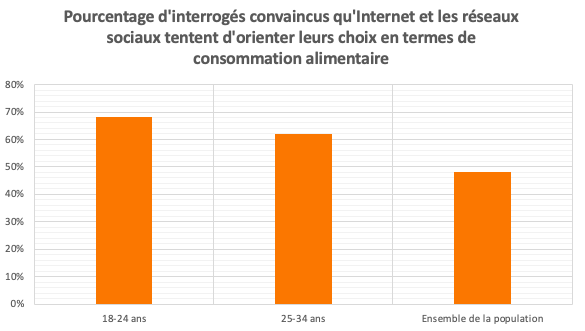 Pourcentage d'interrogés convaincus qu'Internet et les réseaux
sociaux tentent d'orienter leurs choix en termes de
consommation alimentaire
80%
70%
60%
50%
40%
30%
20%
10%
0%
18-24 ans
25-34 ans
Ensemble de la population